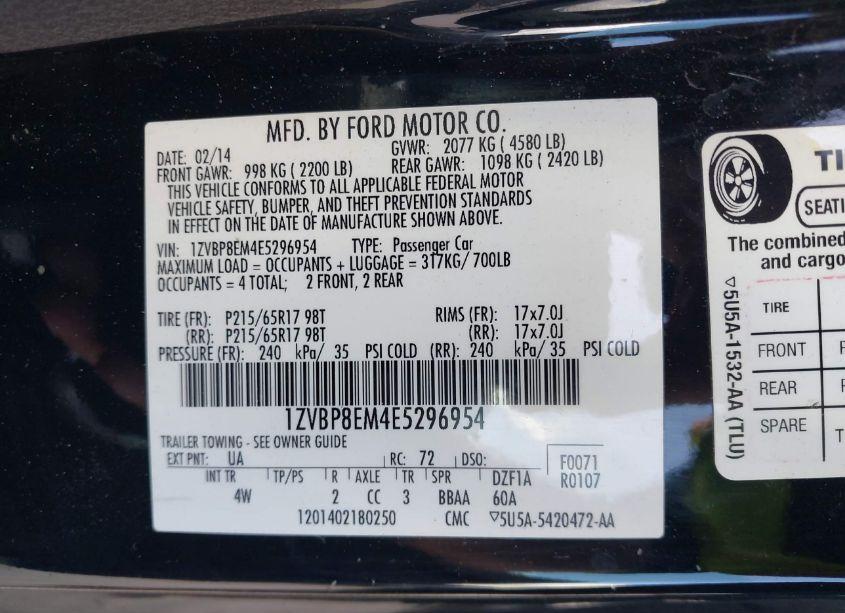 MFD. BY FORD MOTOR CO.
DATE: 02/14 GVWR: 2077 KG ( 4580 LB)
FRONT GAWR: 998 KG ( 2200 LB) REAR GAWR: 1098 KG ( 2420 LB)
THIS VEHICLE CONFORMS TO ALL APPLICABLE FEDERAL MOTOR
VEHICLE SAFETY, BUMPER, AND THEFT PREVENTION STANDARDS
IN EFFECT ON THE DATE OF MANUFACTURE SHOWN ABOVE.
VIN: 1ZVBP8EM4E5296954 TYPE: Passenger Car
MAXIMUM LOAD = OCCUPANTS + LUGGAGE = 317KG/ 700LB
OCCUPANTS = 4 TOTAL; 2 FRONT, 2 REAR
TIRE (FR): P215/65R17 98T RIMS (FR): 17x7.0J
(RR): P215/65R17 98T (RR): 17x7.0J
PRESSURE (FR): 240 kPa/ 35 PSI COLD (RR): 240 kPa/ 35 PSI COLD
1ZVBP8EM4E5296954
TRAILER TOWING - SEE OWNER GUIDE
EXT PNT: UA RC: 72 DSO: F0071
INT TR TP/PS R AXLE TR SPR DZF1A R0107
4W 2 CC 3 BBAA 60A
1201402180250 CMC ▽5U5A-5420472-AA
TI
SEATI
The combined
and cargo
TIRE
FRONT
REAR
SPARE
▽5U5A-1532-AA (TLU)